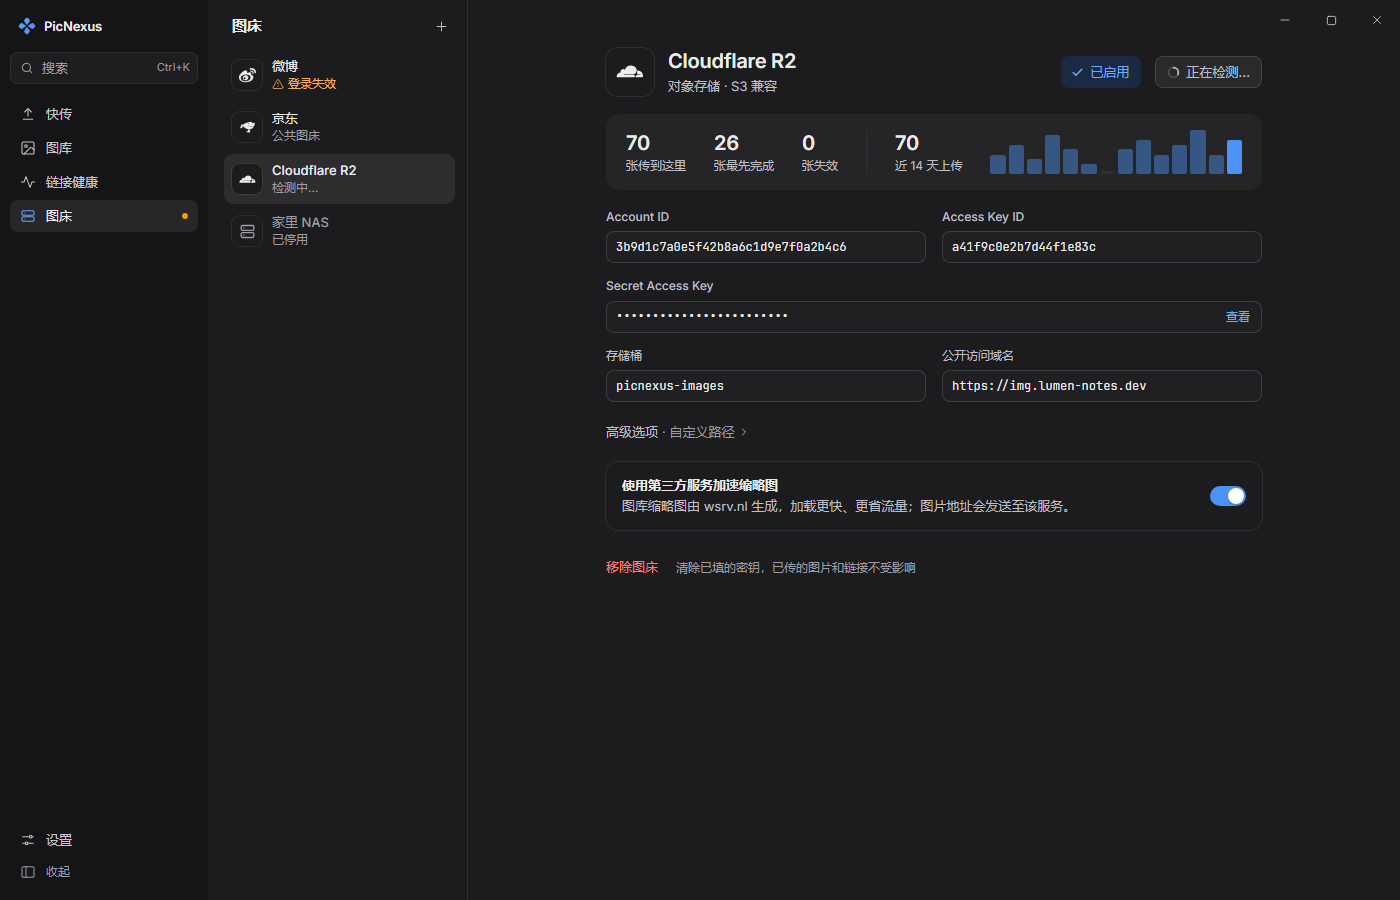 PicNexus
搜索 Ctrl+K
快传
图库
链接健康
图床
设置
收起
图床
微博
登录失效
京东
公共图床
Cloudflare R2
检测中...
家里 NAS
已停用
Cloudflare R2
对象存储 · S3 兼容
已启用
正在检测...
70
张传到这里
26
张最先完成
0
张失效
70
近 14 天上传
Account ID
3b9d1c7a0e5f42b8a6c1d9e7f0a2b4c6
Access Key ID
a41f9c0e2b7d44f1e83c
Secret Access Key
••••••••••••••••••••••••
查看
存储桶
picnexus-images
公开访问域名
https://img.lumen-notes.dev
高级选项 · 自定义路径
使用第三方服务加速缩略图
图库缩略图由 wsrv.nl 生成，加载更快、更省流量；图片地址会发送至该服务。
移除图床 清除已填的密钥，已传的图片和链接不受影响